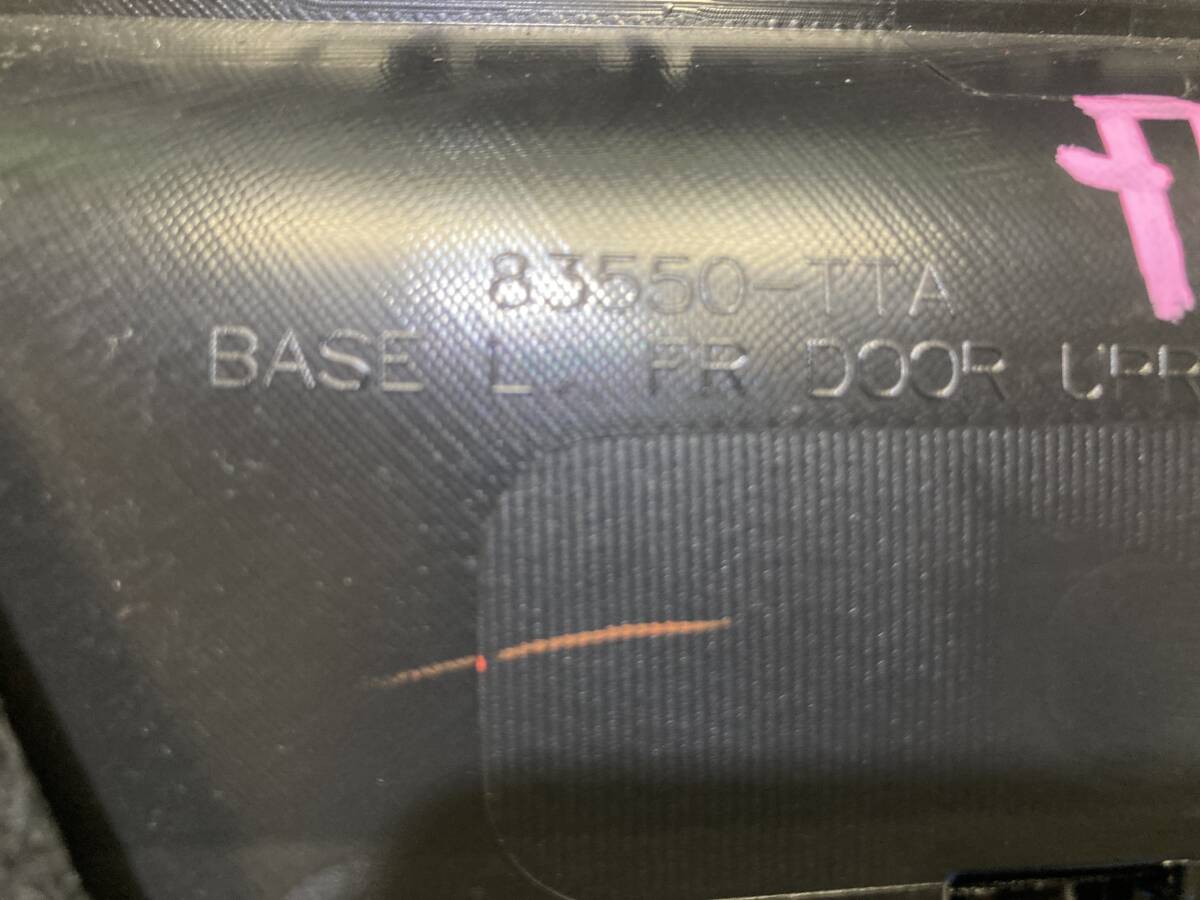 83550-TTA
BASE L. FR DOOR UPR